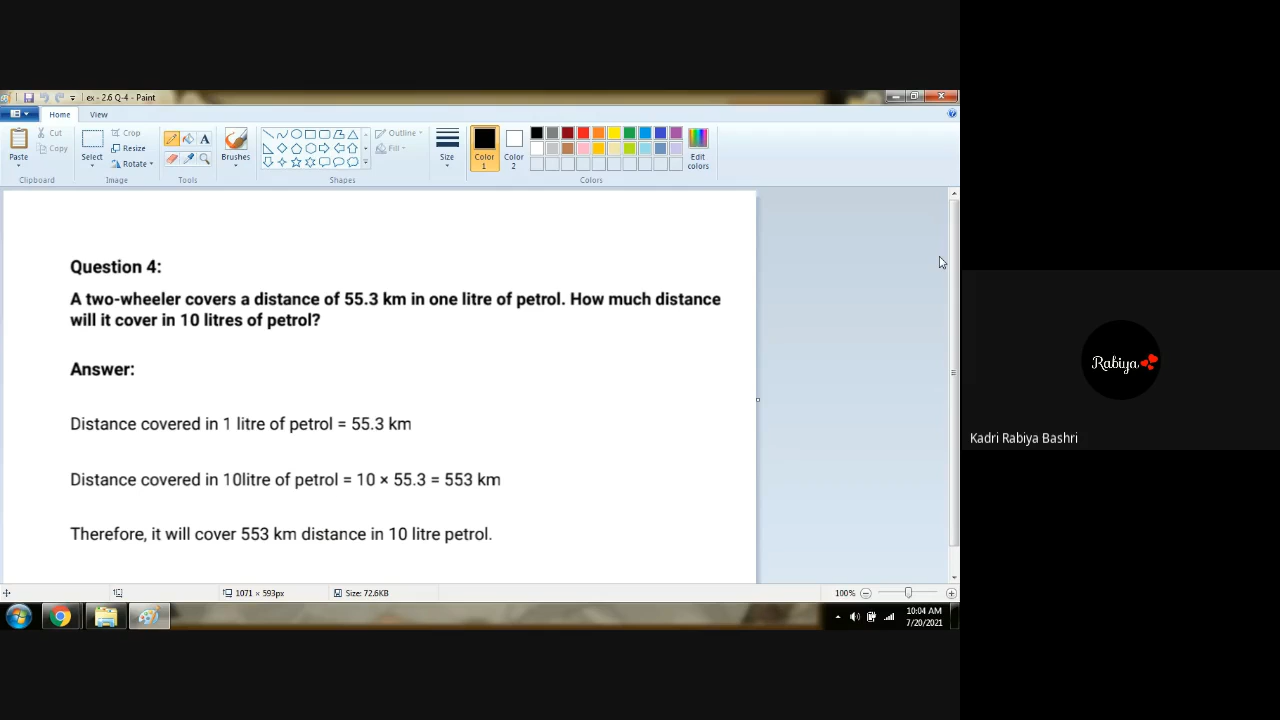 ex - 2.6 Q-4 - Paint
Home
View
Paste
Cut
Copy
Clipboard
Select
Crop
Resize
Rotate
Image
A
Tools
Brushes
Outline
Fill
Shapes
Size
Color 1
Color 2
Edit colors
Colors
Question 4:
A two-wheeler covers a distance of 55.3 km in one litre of petrol. How much distance
will it cover in 10 litres of petrol?
Answer:
Distance covered in 1 litre of petrol = 55.3 km
Distance covered in 10litre of petrol = 10 × 55.3 = 553 km
Therefore, it will cover 553 km distance in 10 litre petrol.
1071 × 593px
Size: 72.6KB
100%
10:04 AM
7/20/2021
Rabiya
Kadri Rabiya Bashri